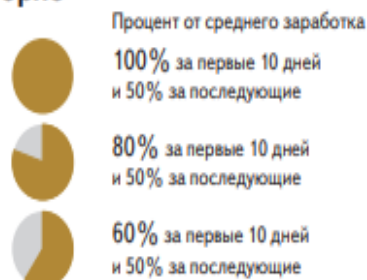 Процент от среднего заработка
100% за первые 10 дней
и 50% за последующие
80% за первые 10 дней
и 50% за последующие
60% за первые 10 дней
и 50% за последующие